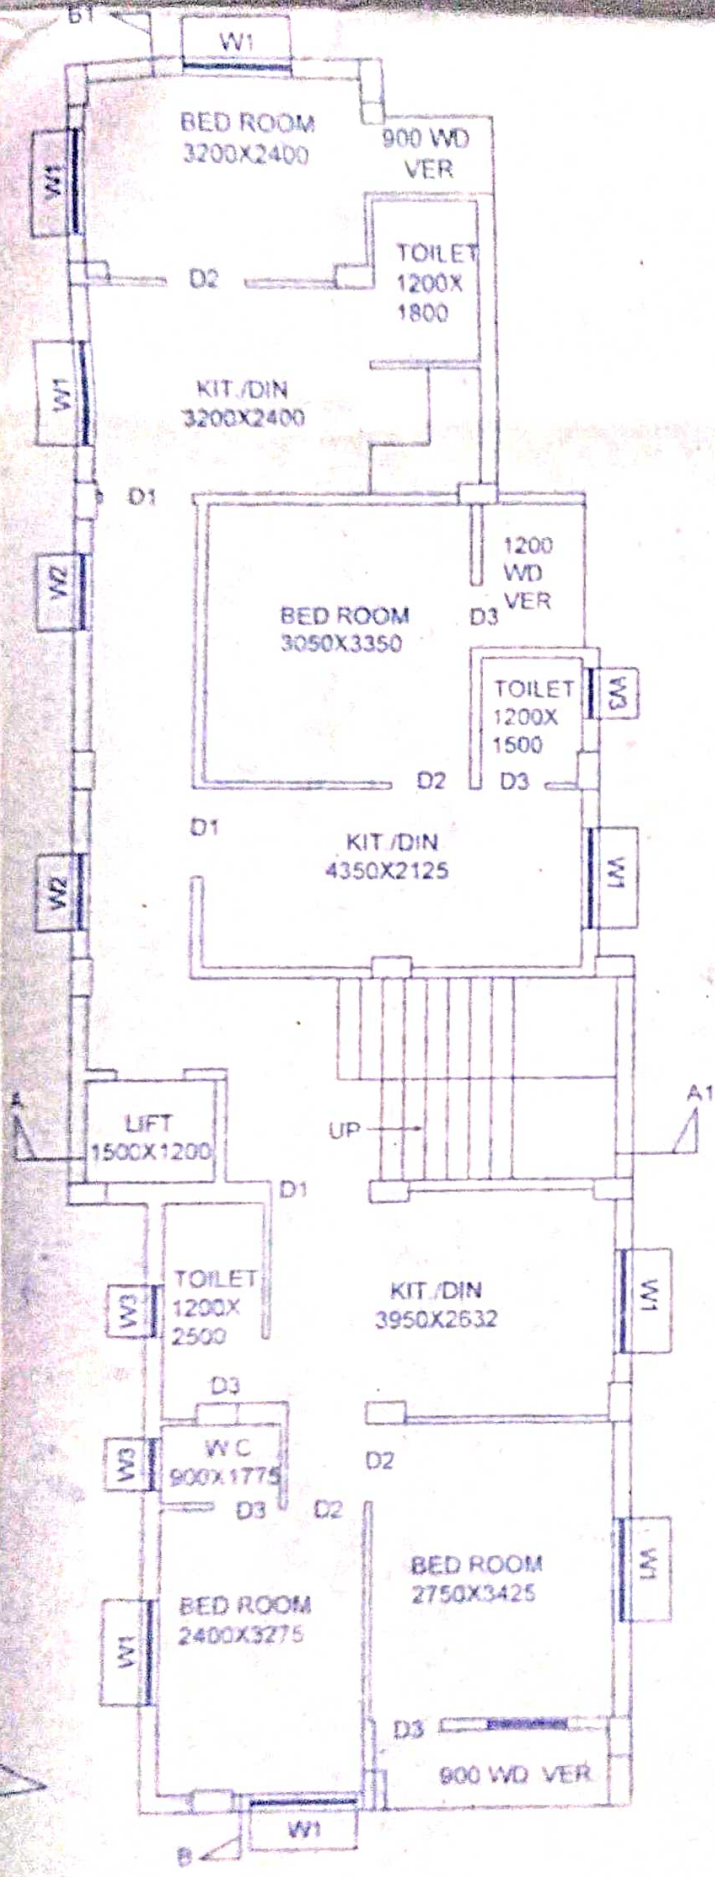 B1
W1
BED ROOM
3200X2400
900 WD
VER
W1
TOILET
1200X
1800
D2
W1
KIT./DIN
3200X2400
D1
1200
WD
VER
W2
BED ROOM
3050X3350
D3
TOILET
1200X
1500
W3
D2
D3
D1
KIT./DIN
4350X2125
W2
W1
A
A1
LIFT
1500X1200
UP
D1
TOILET
1200X
2500
W3
KIT./DIN
3950X2632
W1
D3
W3
W C
900X1775
D2
D3
D2
BED ROOM
2750X3425
W1
BED ROOM
2400X3275
W1
D3
900 WD VER
W1
B